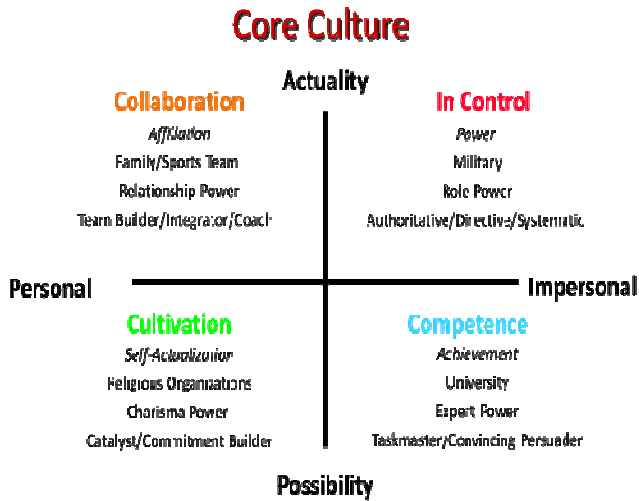 Core Culture
Actuality
Collaboration
Affiliation
Family/Sports Team
Relationship Power
Team Builder/Integrator/Coach
In Control
Power
Military
Role Power
Authoritative/Directive/Systematic
Personal
Impersonal
Cultivation
Self-Actualization
Religious Organizations
Charisma Power
Catalyst/Commitment Builder
Competence
Achievement
University
Expert Power
Taskmaster/Convincing Persuader
Possibility